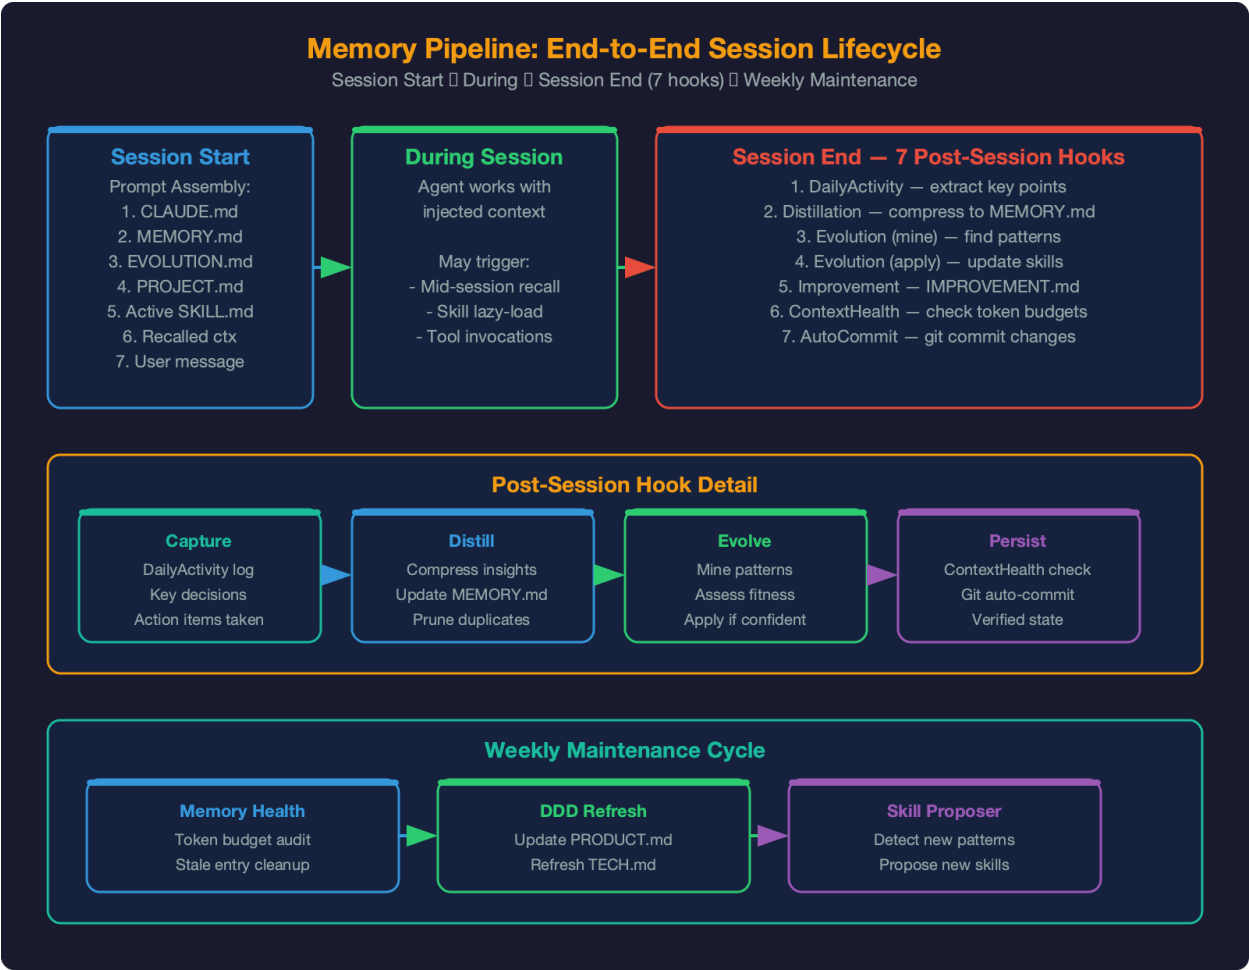 Memory Pipeline: End-to-End Session Lifecycle
Session Start ▯ During ▯ Session End (7 hooks) ▯ Weekly Maintenance
Session Start
Prompt Assembly:
1. CLAUDE.md
2. MEMORY.md
3. EVOLUTION.md
4. PROJECT.md
5. Active SKILL.md
6. Recalled ctx
7. User message
During Session
Agent works with
injected context
May trigger:
- Mid-session recall
- Skill lazy-load
- Tool invocations
Session End — 7 Post-Session Hooks
1. DailyActivity — extract key points
2. Distillation — compress to MEMORY.md
3. Evolution (mine) — find patterns
4. Evolution (apply) — update skills
5. Improvement — IMPROVEMENT.md
6. ContextHealth — check token budgets
7. AutoCommit — git commit changes
Post-Session Hook Detail
Capture
DailyActivity log
Key decisions
Action items taken
Distill
Compress insights
Update MEMORY.md
Prune duplicates
Evolve
Mine patterns
Assess fitness
Apply if confident
Persist
ContextHealth check
Git auto-commit
Verified state
Weekly Maintenance Cycle
Memory Health
Token budget audit
Stale entry cleanup
DDD Refresh
Update PRODUCT.md
Refresh TECH.md
Skill Proposer
Detect new patterns
Propose new skills